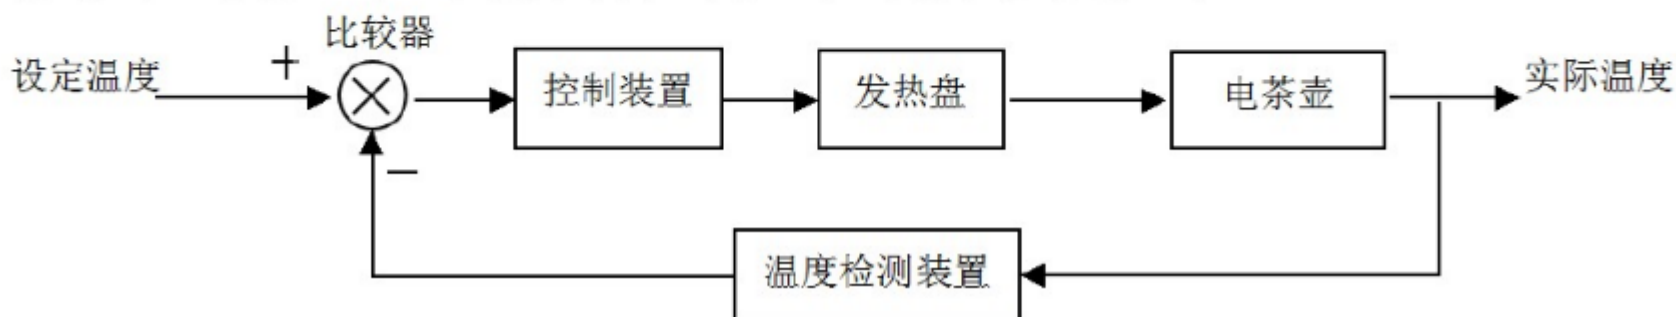 比较器
设定温度
+
控制装置
发热盘
电茶壶
实际温度
−
温度检测装置